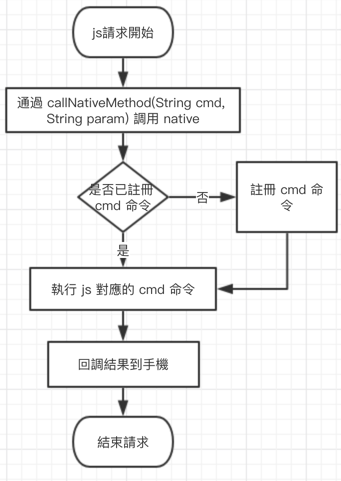 js請求開始
通過 callNativeMethod(String cmd,
String param) 調用 native
是否已註冊
cmd 命令
否
註冊 cmd 命
令
是
執行 js 對應的 cmd 命令
回調結果到手機
結束請求